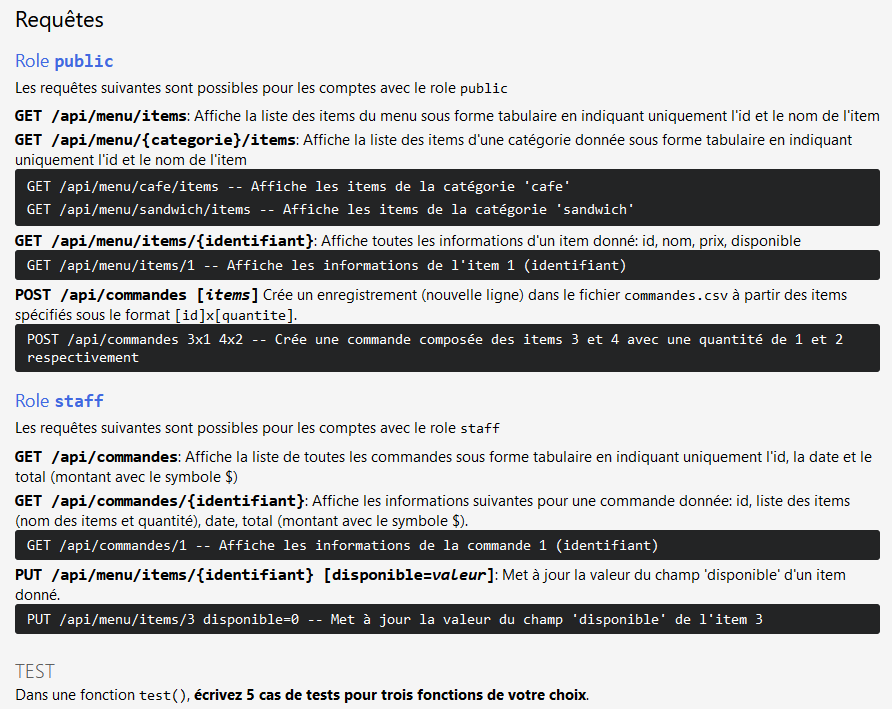 Requêtes
Role public
Les requêtes suivantes sont possibles pour les comptes avec le role public
GET /api/menu/items: Affiche la liste des items du menu sous forme tabulaire en indiquant uniquement l'id et le nom de l'item
GET /api/menu/{categorie}/items: Affiche la liste des items d'une catégorie donnée sous forme tabulaire en indiquant
uniquement l'id et le nom de l'item
GET /api/menu/cafe/items -- Affiche les items de la catégorie 'cafe'
GET /api/menu/sandwich/items -- Affiche les items de la catégorie 'sandwich'
GET /api/menu/items/{identifiant}: Affiche toutes les informations d'un item donné: id, nom, prix, disponible
GET /api/menu/items/1 -- Affiche les informations de l'item 1 (identifiant)
POST /api/commandes [items] Crée un enregistrement (nouvelle ligne) dans le fichier commandes.csv à partir des items
spécifiés sous le format [id]x[quantite].
POST /api/commandes 3x1 4x2 -- Crée une commande composée des items 3 et 4 avec une quantité de 1 et 2
respectivement
Role staff
Les requêtes suivantes sont possibles pour les comptes avec le role staff
GET /api/commandes: Affiche la liste de toutes les commandes sous forme tabulaire en indiquant uniquement l'id, la date et le
total (montant avec le symbole $)
GET /api/commandes/{identifiant}: Affiche les informations suivantes pour une commande donnée: id, liste des items
(nom des items et quantité), date, total (montant avec le symbole $).
GET /api/commandes/1 -- Affiche les informations de la commande 1 (identifiant)
PUT /api/menu/items/{identifiant} [disponible=valeur]: Met à jour la valeur du champ 'disponible' d'un item
donné.
PUT /api/menu/items/3 disponible=0 -- Met à jour la valeur du champ 'disponible' de l'item 3
TEST
Dans une fonction test(), écrivez 5 cas de tests pour trois fonctions de votre choix.